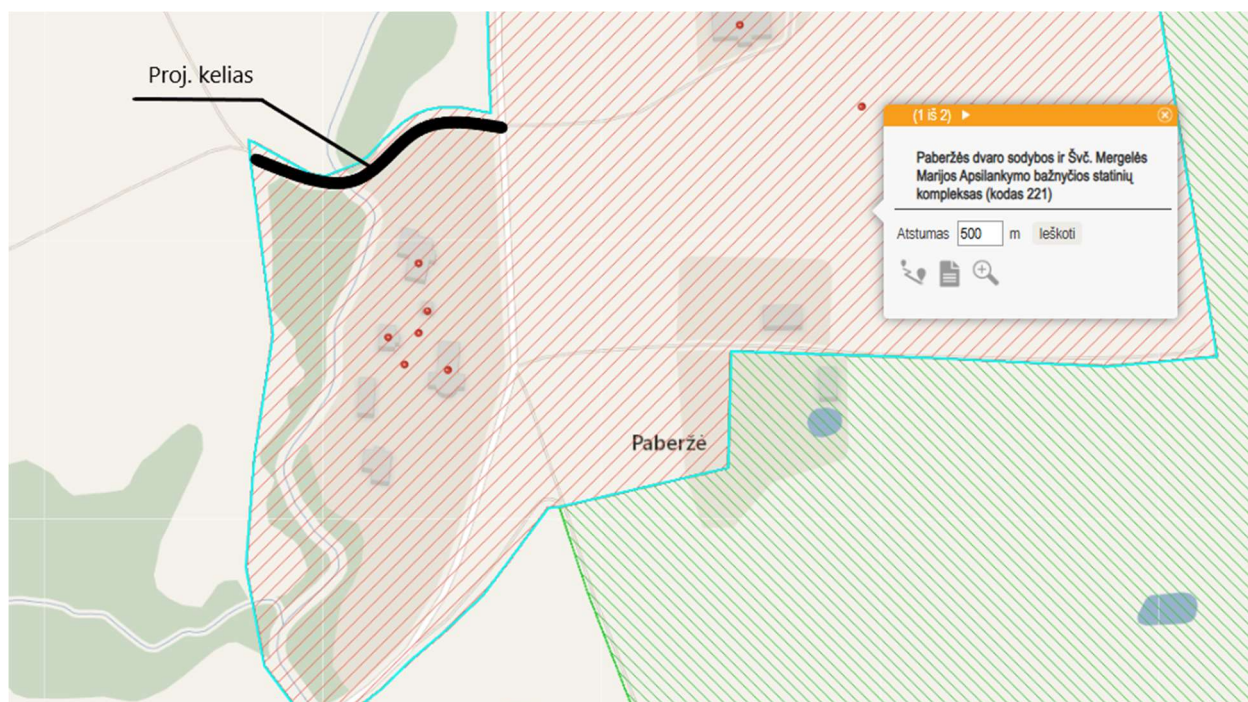 Proj. kelias
(1 iš 2)
Paberžės dvaro sodybos ir Švč. Mergelės
Marijos Apsilankymo bažnyčios statinių
kompleksas (kodas 221)
Atstumas 500 m Ieškoti
Paberžė